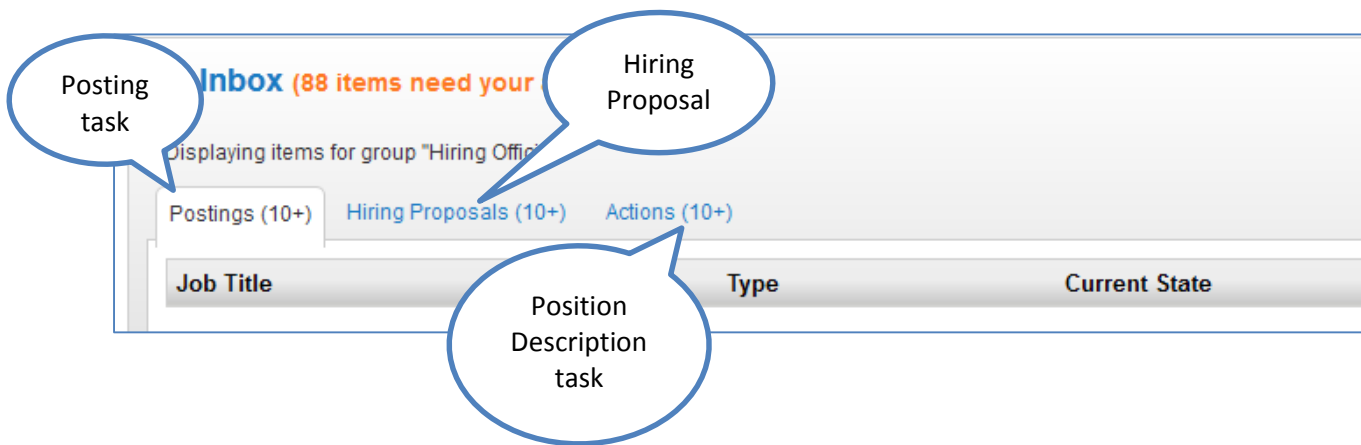 Posting
task
Inbox (88 items need your
Hiring
Proposal
Displaying items for group "Hiring Offic
Postings (10+) Hiring Proposals (10+) Actions (10+)
Job Title Type Current State
Position
Description
task